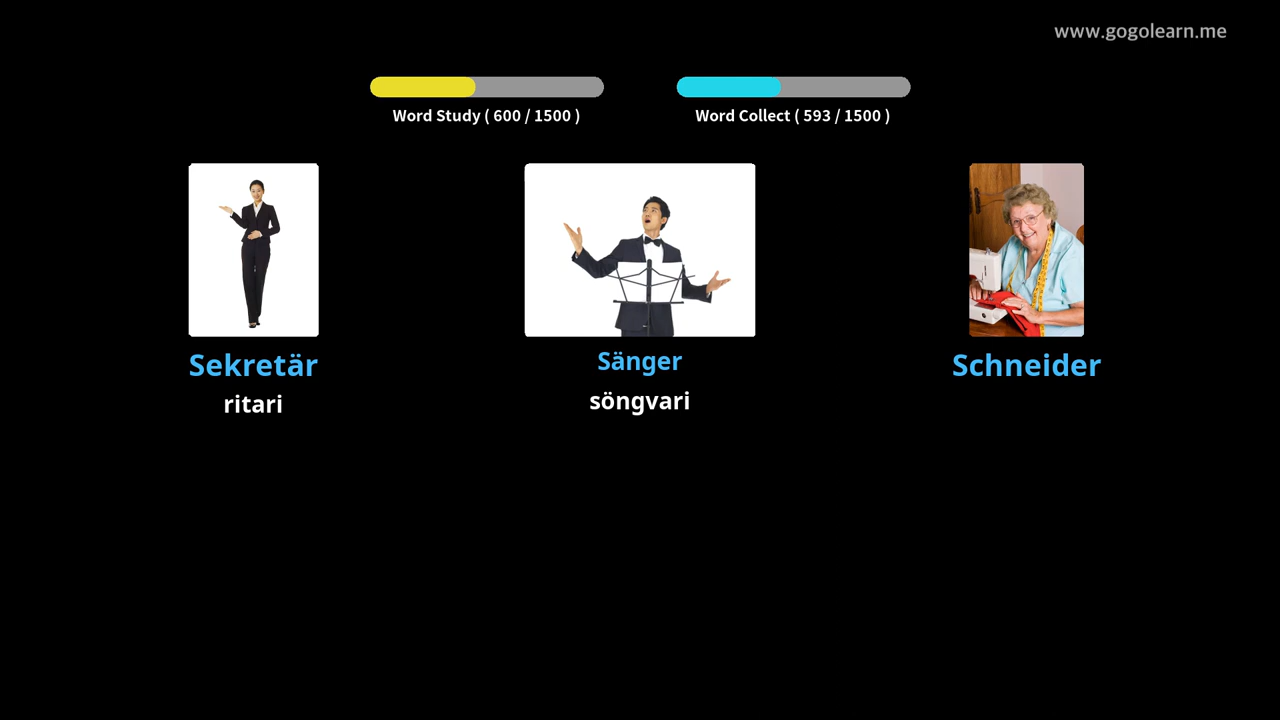 www.gogolearn.me
Word Study ( 600 / 1500 )
Word Collect ( 593 / 1500 )
Sekretär
ritari
Sänger
söngvari
Schneider